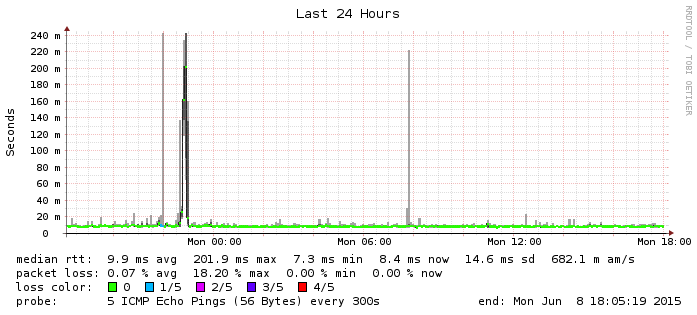 Last 24 Hours
RRDTOOL / TOBI OETIKER
Seconds
240 m
220 m
200 m
180 m
160 m
140 m
120 m
100 m
80 m
60 m
40 m
20 m
0
Mon 00:00 Mon 06:00 Mon 12:00 Mon 18:00
median rtt: 9.9 ms avg 201.9 ms max 7.3 ms min 8.4 ms now 14.6 ms sd 682.1 m am/s
packet loss: 0.07 % avg 18.20 % max 0.00 % min 0.00 % now
loss color: 0 1/5 2/5 3/5 4/5
probe: 5 ICMP Echo Pings (56 Bytes) every 300s end: Mon Jun 8 18:05:19 2015